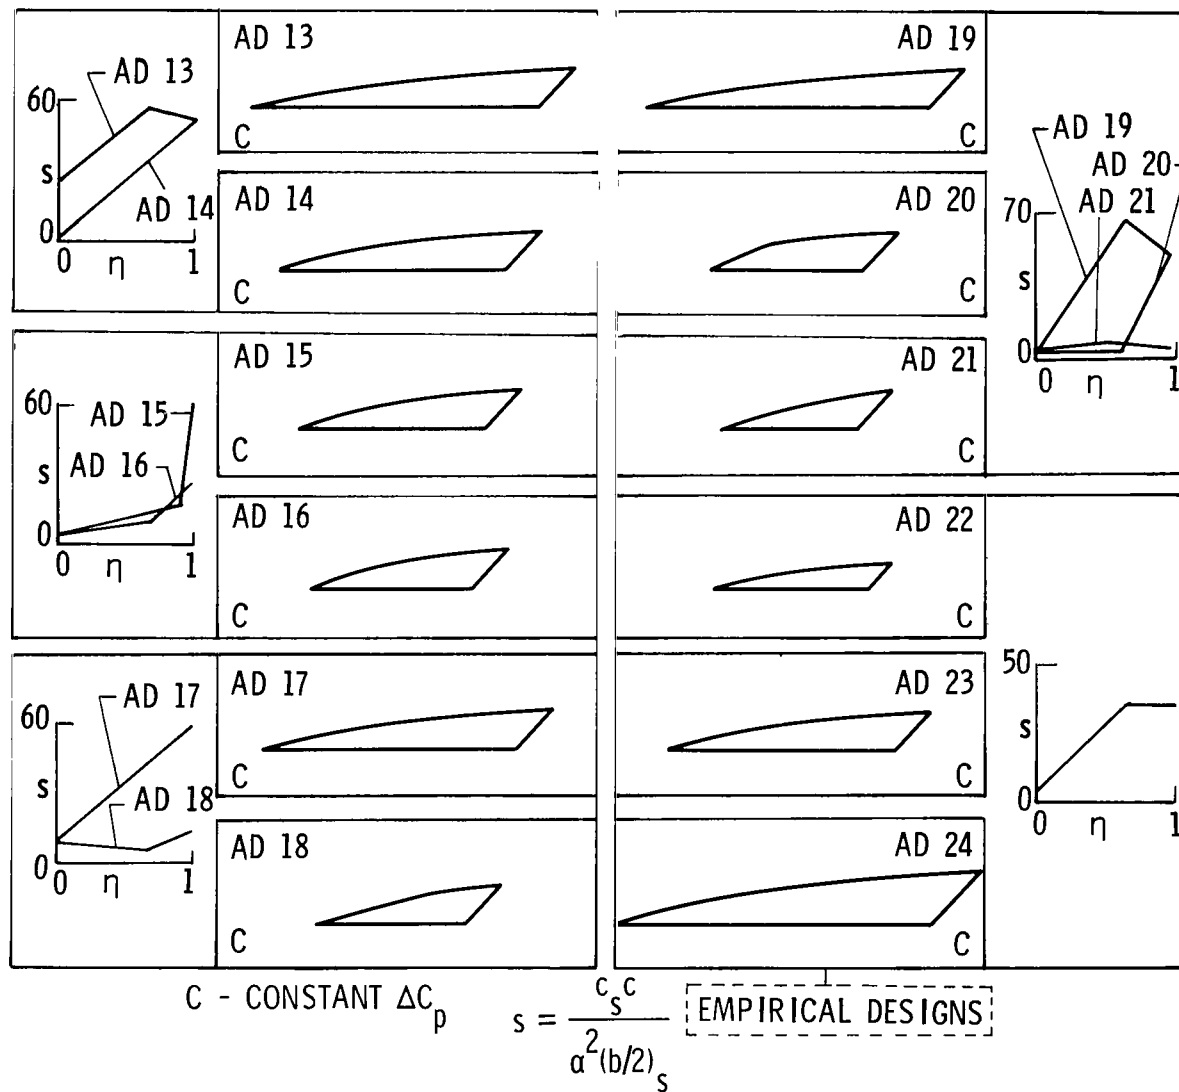 AD 13
60
s
0
0
η
1
AD 14
AD 13
C
AD 14
C
60
s
0
0
η
1
AD 15
AD 16
AD 15
C
AD 16
C
60
s
0
0
η
1
AD 17
AD 18
AD 17
C
AD 18
C
AD 19
C
AD 20
C
AD 21
C
AD 19
AD 20
AD 21
70
s
0
0
η
1
AD 22
C
AD 23
C
AD 24
C
50
s
0
0
η
1
C - CONSTANT ΔCp
s = csc / α²(b/2)s
EMPIRICAL DESIGNS